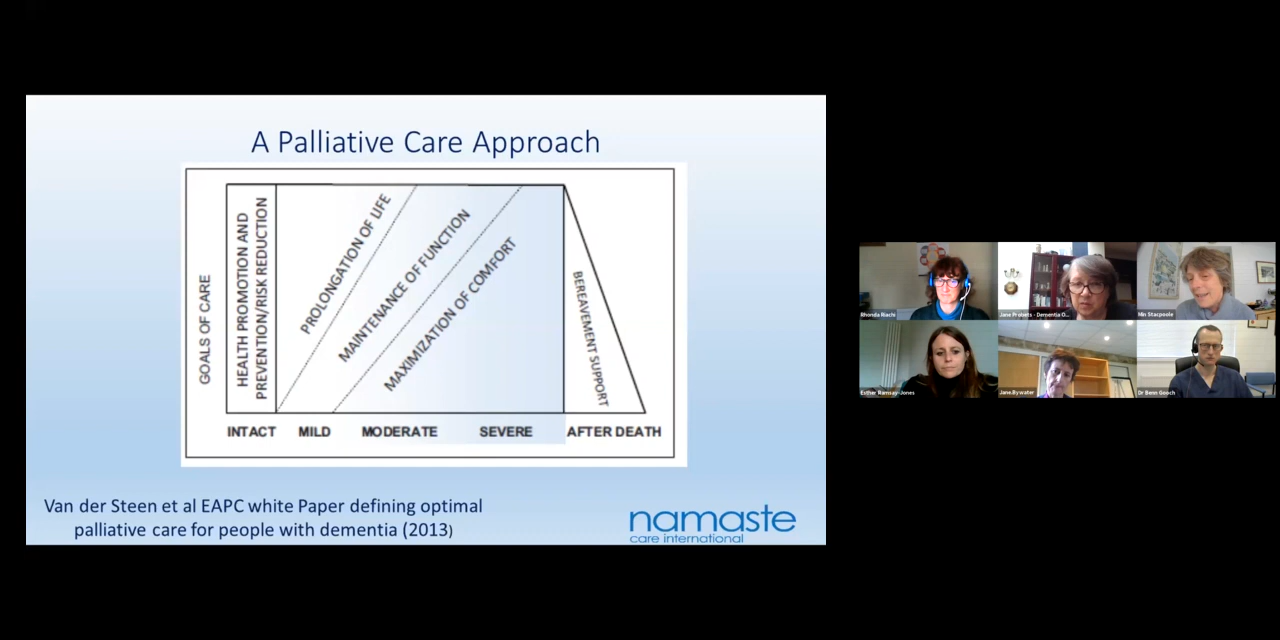 A Palliative Care Approach
GOALS OF CARE
HEALTH PROMOTION AND
PREVENTION/RISK REDUCTION
PROLONGATION OF LIFE
MAINTENANCE OF FUNCTION
MAXIMIZATION OF COMFORT
BEREAVEMENT SUPPORT
INTACT MILD MODERATE SEVERE AFTER DEATH
Van der Steen et al EAPC white Paper defining optimal
palliative care for people with dementia (2013)
namaste
care international
Rhonda Riachi
Jane Probets - Dementia O...
Min Stacpoole
Esther Ramsay-Jones
Jane.Bywater
Dr Benn Gooch